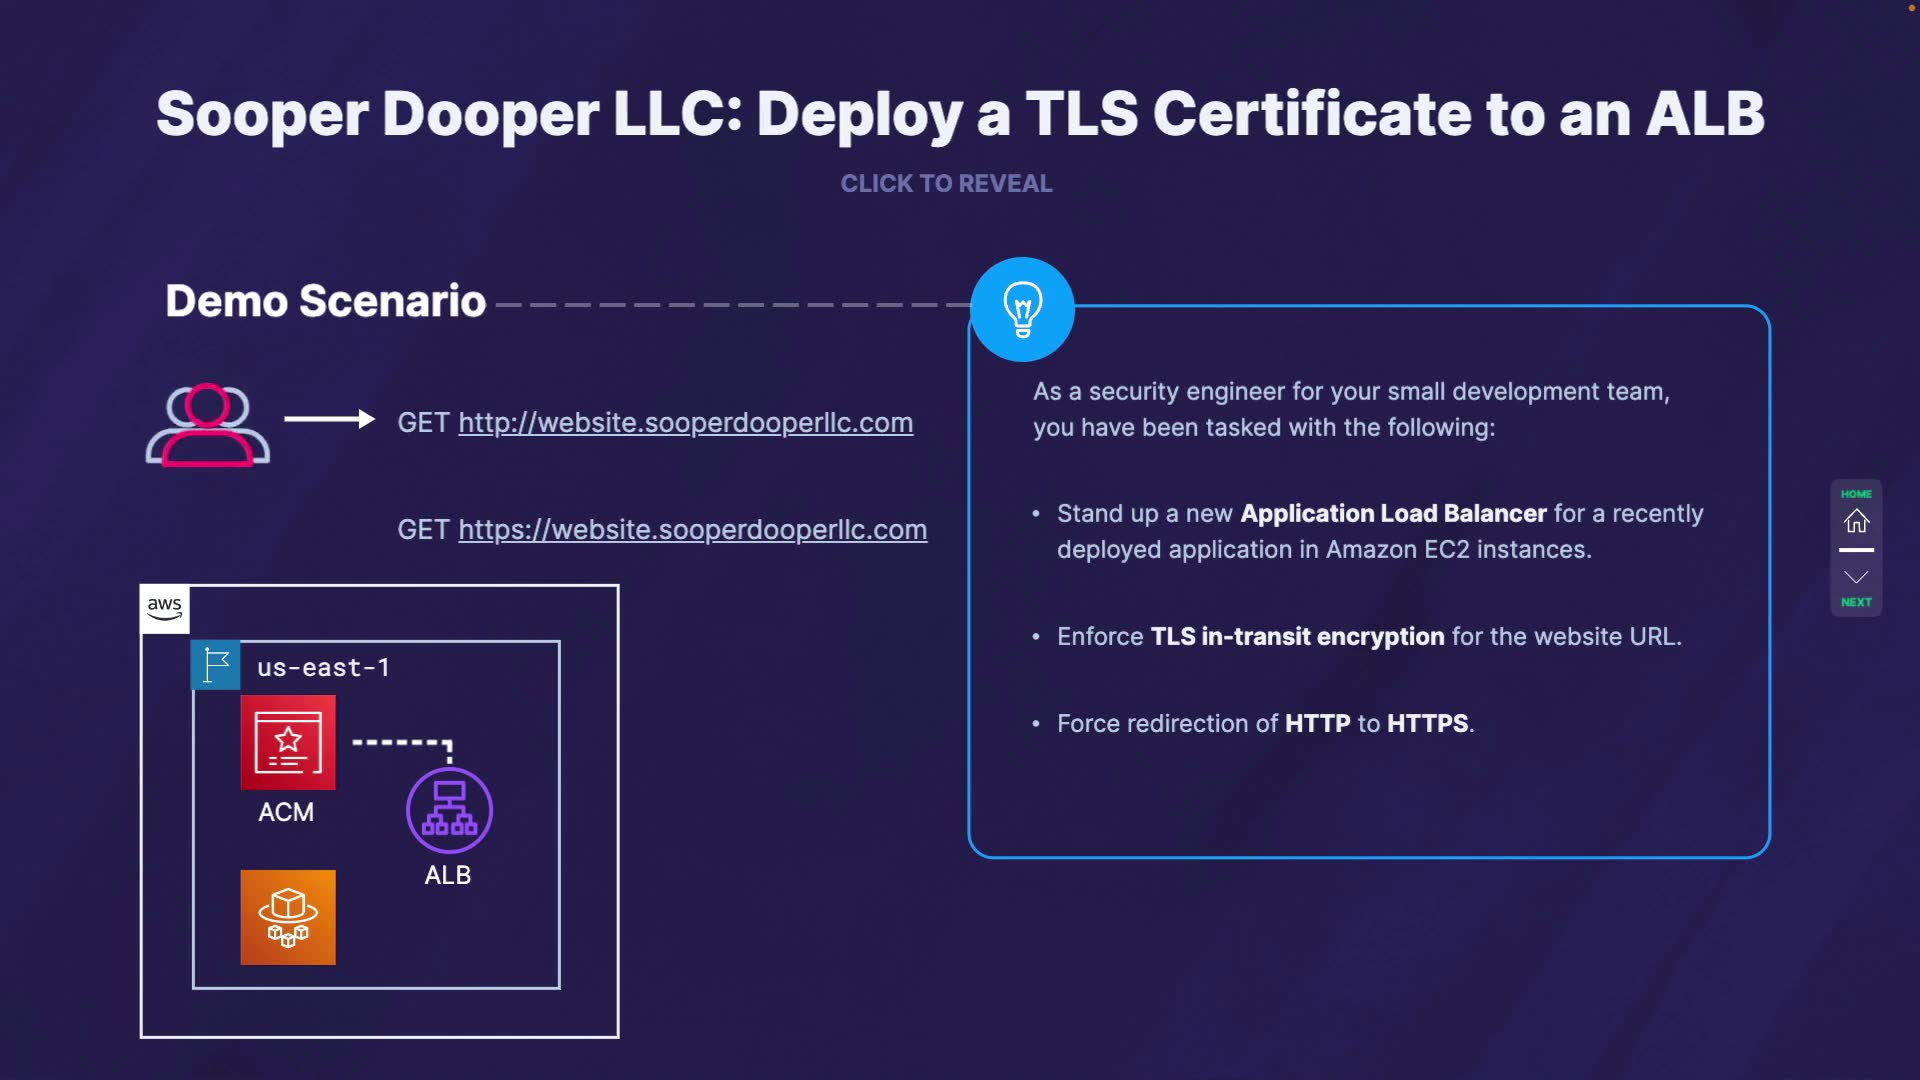 Sooper Dooper LLC: Deploy a TLS Certificate to an ALB
CLICK TO REVEAL
Demo Scenario
GET http://website.sooperdooperllc.com
GET https://website.sooperdooperllc.com
aws
us-east-1
ACM
ALB
As a security engineer for your small development team,
you have been tasked with the following:
• Stand up a new Application Load Balancer for a recently
deployed application in Amazon EC2 instances.
• Enforce TLS in-transit encryption for the website URL.
• Force redirection of HTTP to HTTPS.
HOME
NEXT